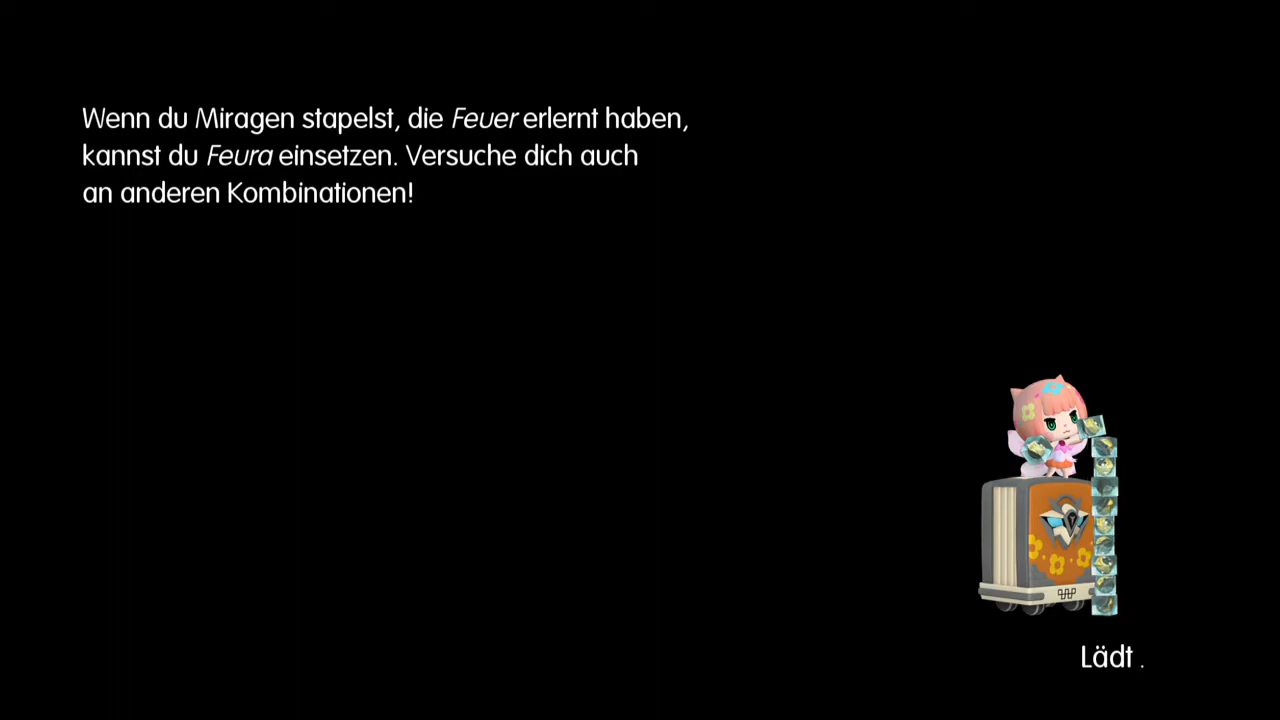 Wenn du Miragen stapelst, die Feuer erlernt haben,
kannst du Feura einsetzen. Versuche dich auch
an anderen Kombinationen!
Lädt .